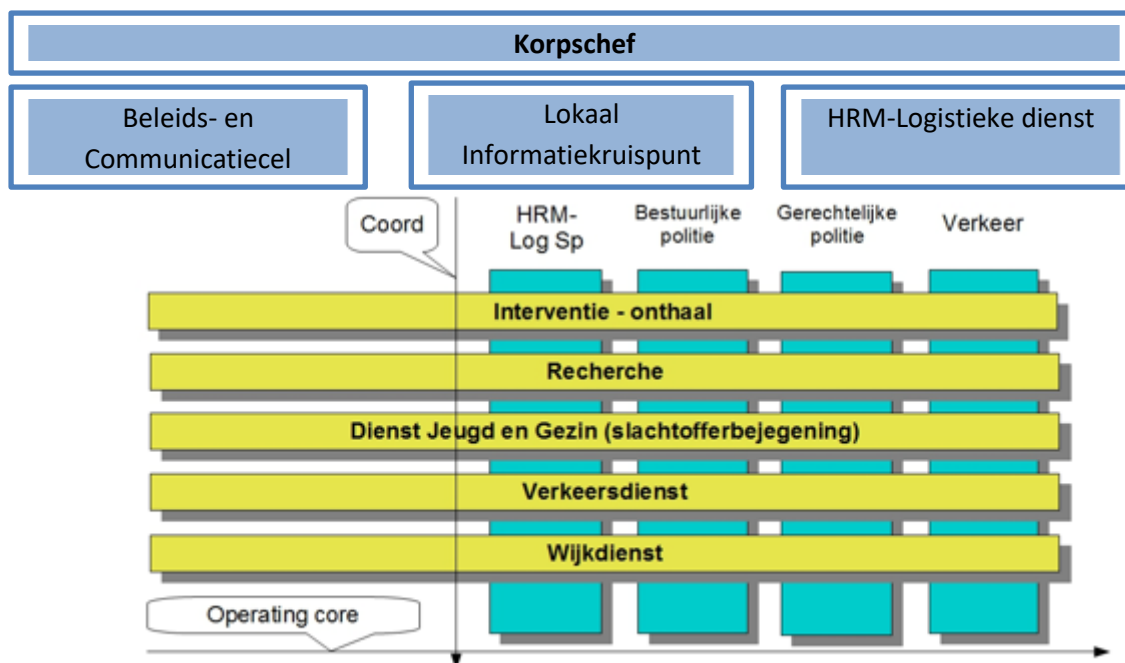 Korpschef
Beleids- en
Communicatiecel
Lokaal
Informatiekruispunt
HRM-Logistieke dienst
Coord
HRM-
Log Sp
Bestuurlijke
politie
Gerechtelijke
politie
Verkeer
Interventie - onthaal
Recherche
Dienst Jeugd en Gezin (slachtofferbejegening)
Verkeersdienst
Wijkdienst
Operating core